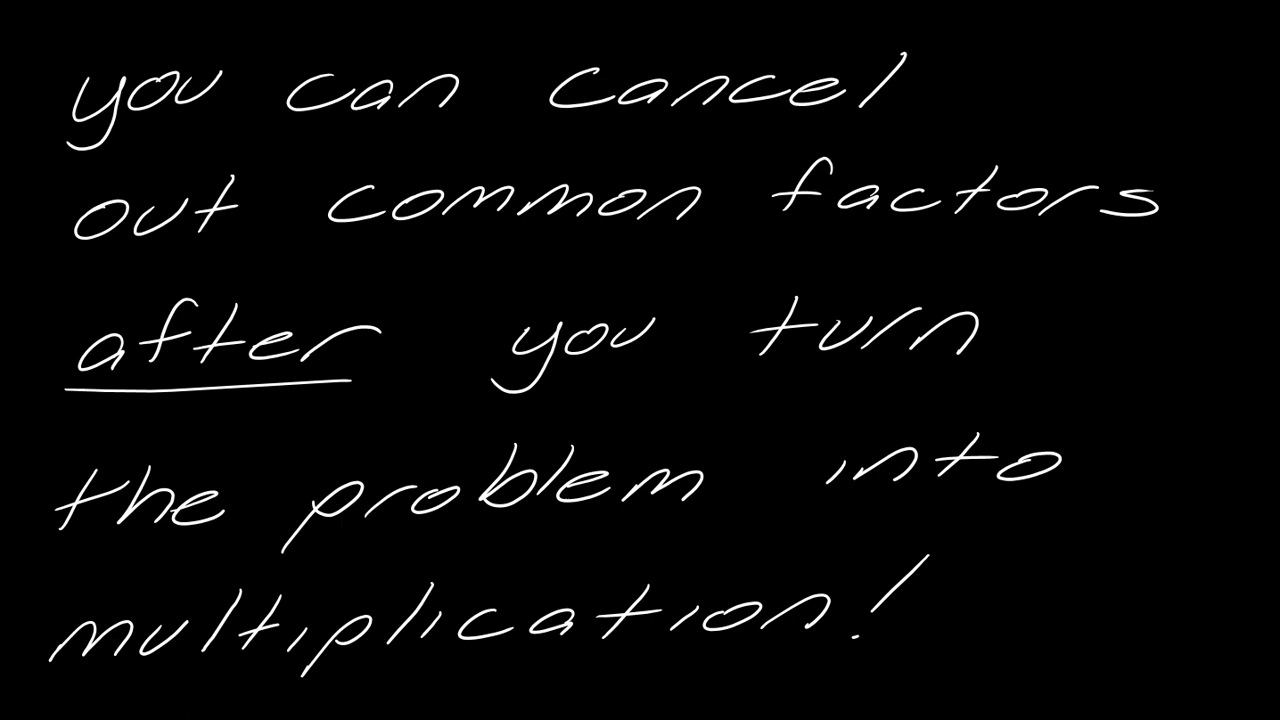 you can cancel
out common factors
after you turn
the problem into
multiplication!